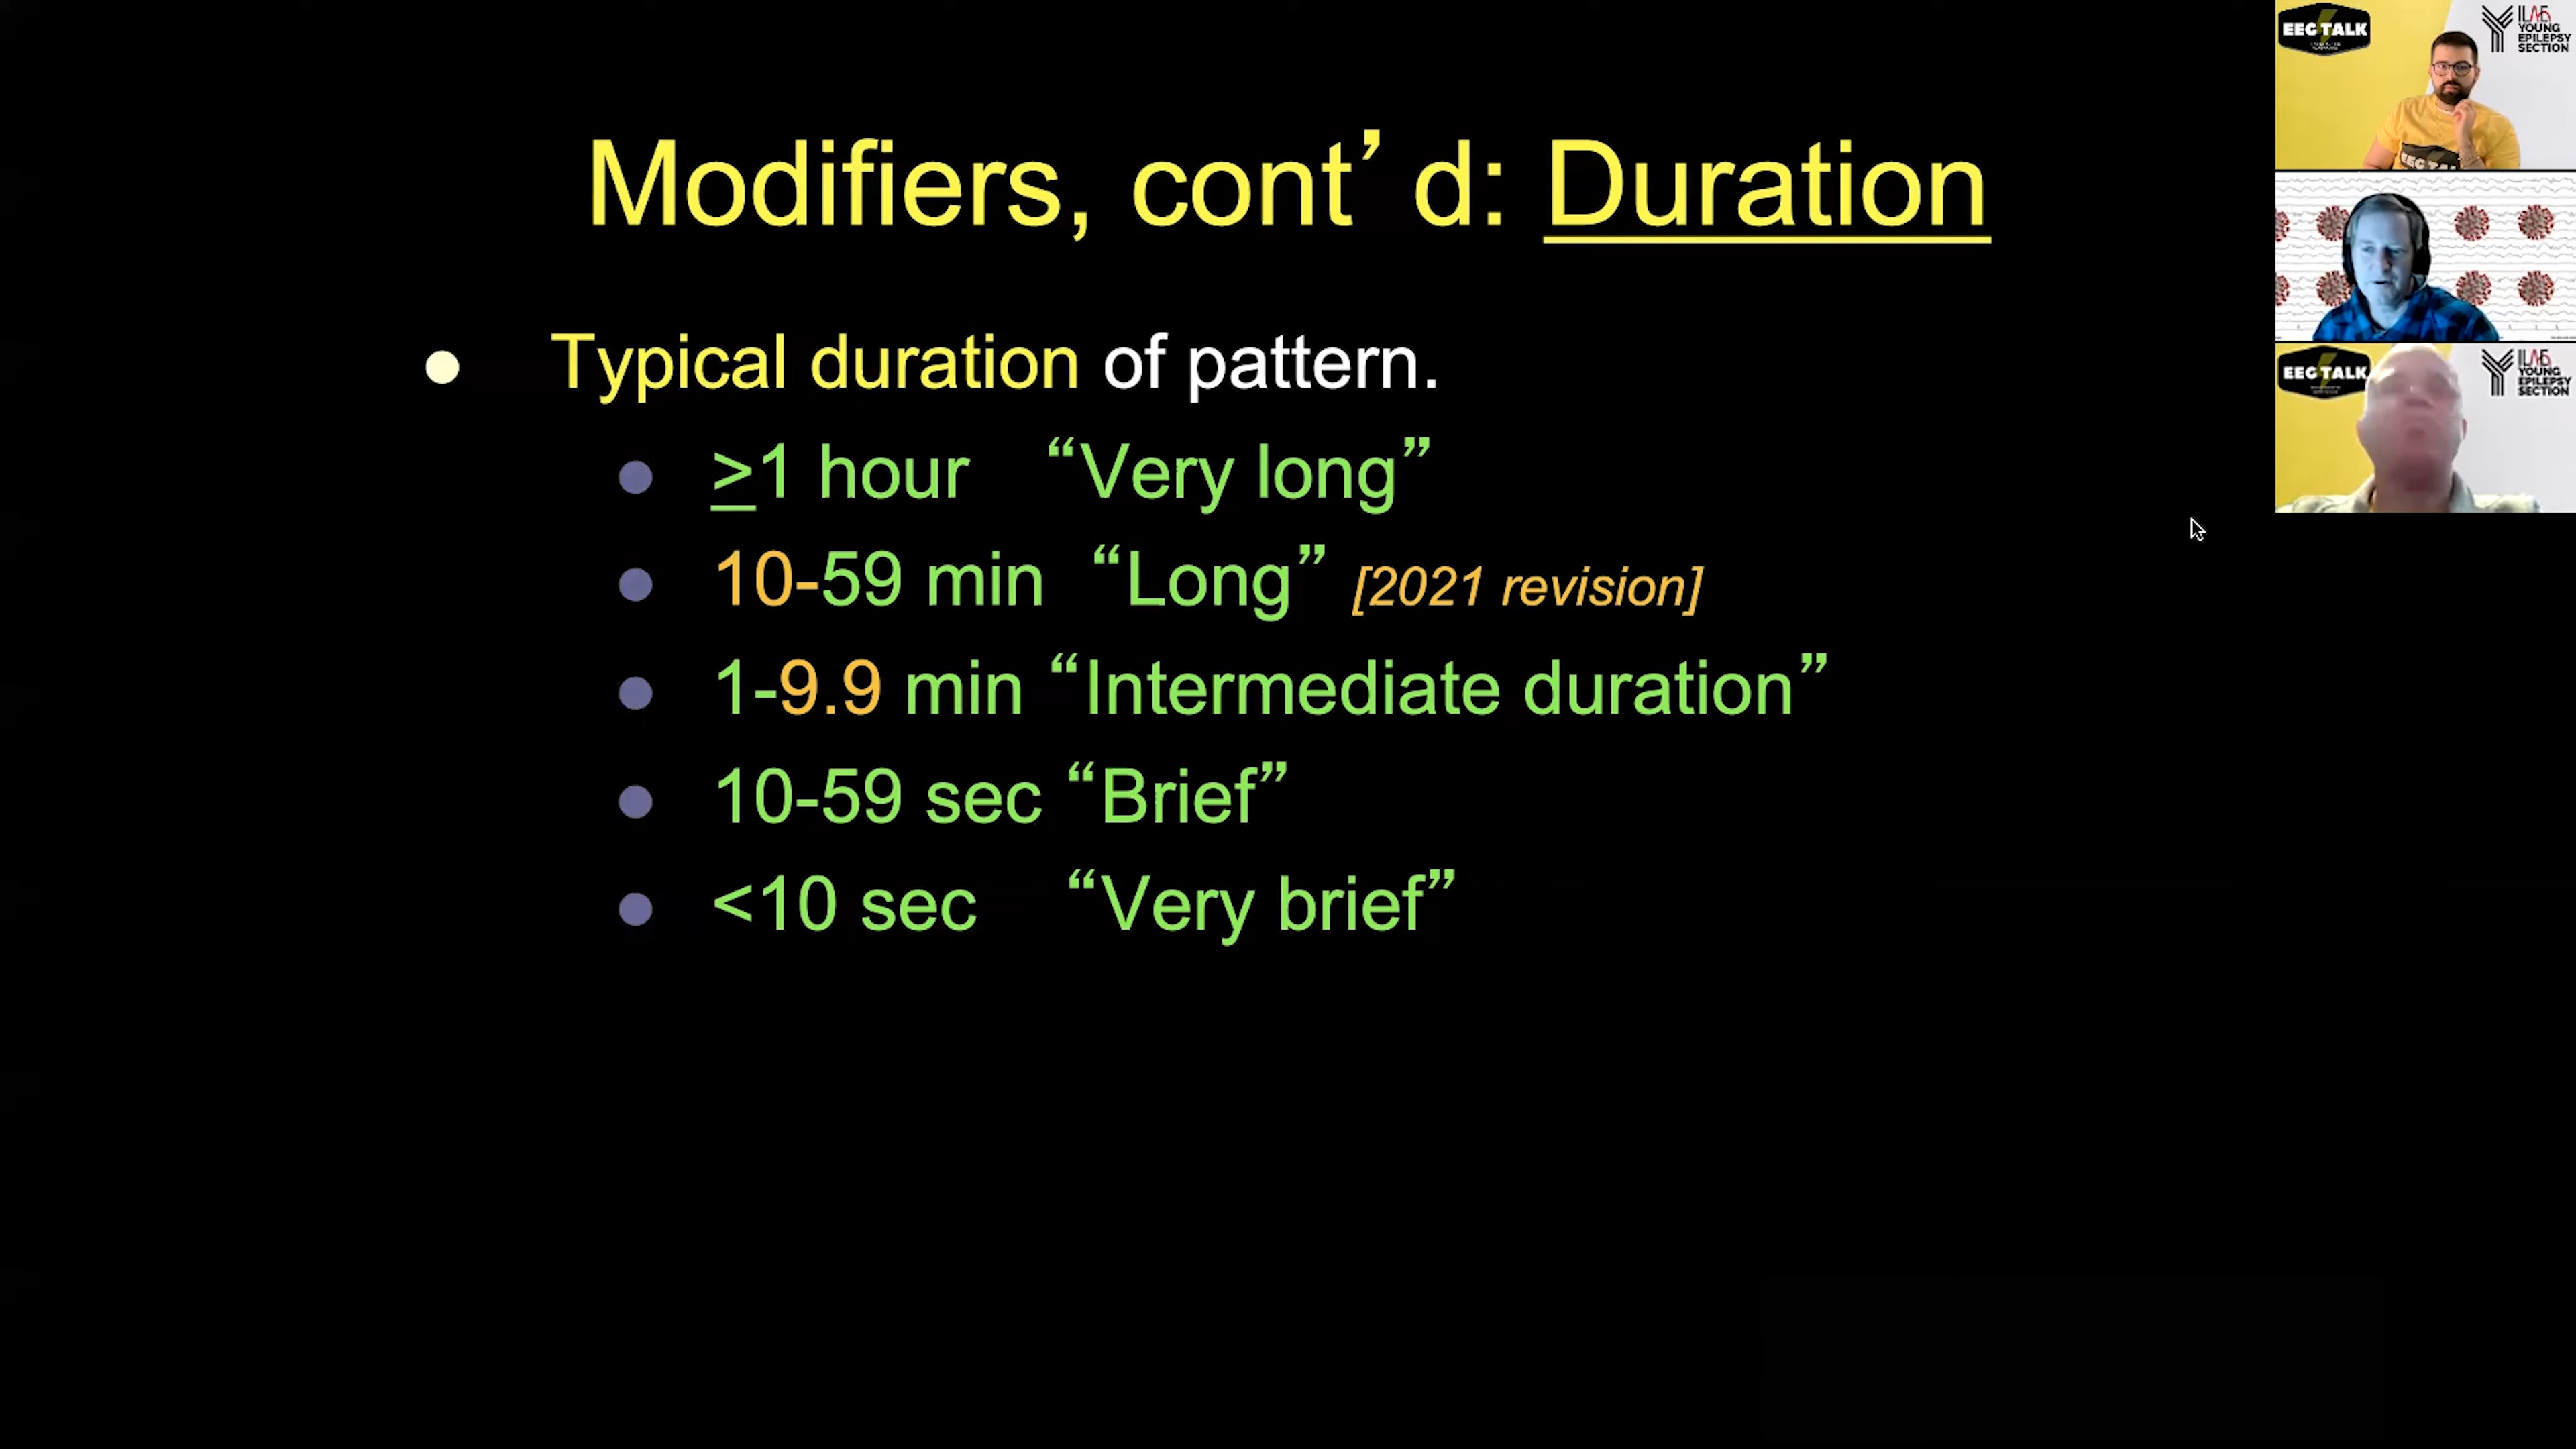 Modifiers, cont’ d: Duration
Typical duration of pattern.
≥1 hour “Very long”
10-59 min “Long” [2021 revision]
1-9.9 min “Intermediate duration”
10-59 sec “Brief”
<10 sec “Very brief”
EEG TALK
ILAE
YOUNG
EPILEPSY
SECTION
EEG TALK
ILAE
YOUNG
EPILEPSY
SECTION